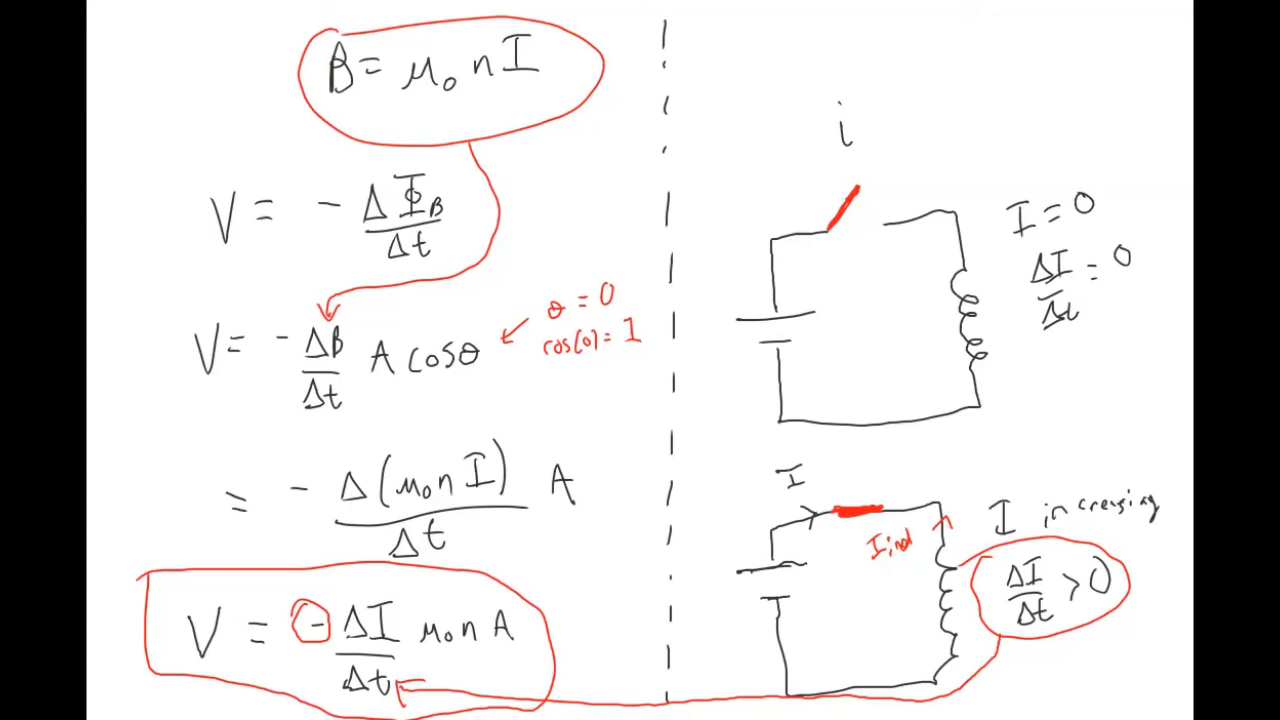 B = μ₀ n I
V = - ΔΦ_B / Δt
V = - ΔB / Δt A cosθ
θ = 0
cos(0) = 1
= - Δ(μ₀ n I) / Δt A
V = - ΔI / Δt μ₀ n A
i
I = 0
ΔI / Δt = 0
I
I ind
I increasing
ΔI / Δt > 0